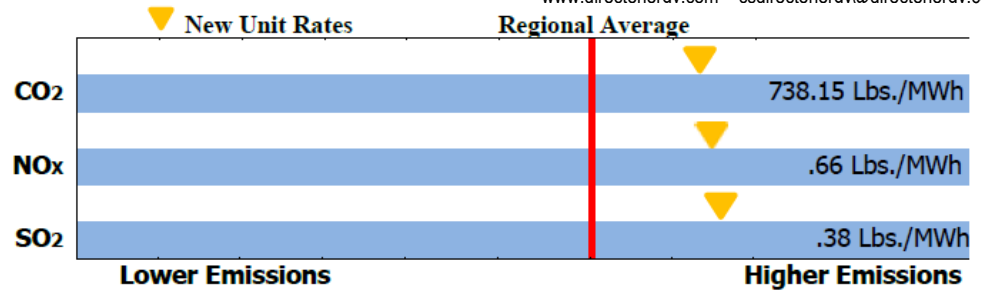 New Unit Rates Regional Average
CO2 738.15 Lbs./MWh
NOx .66 Lbs./MWh
SO2 .38 Lbs./MWh
Lower Emissions Higher Emissions